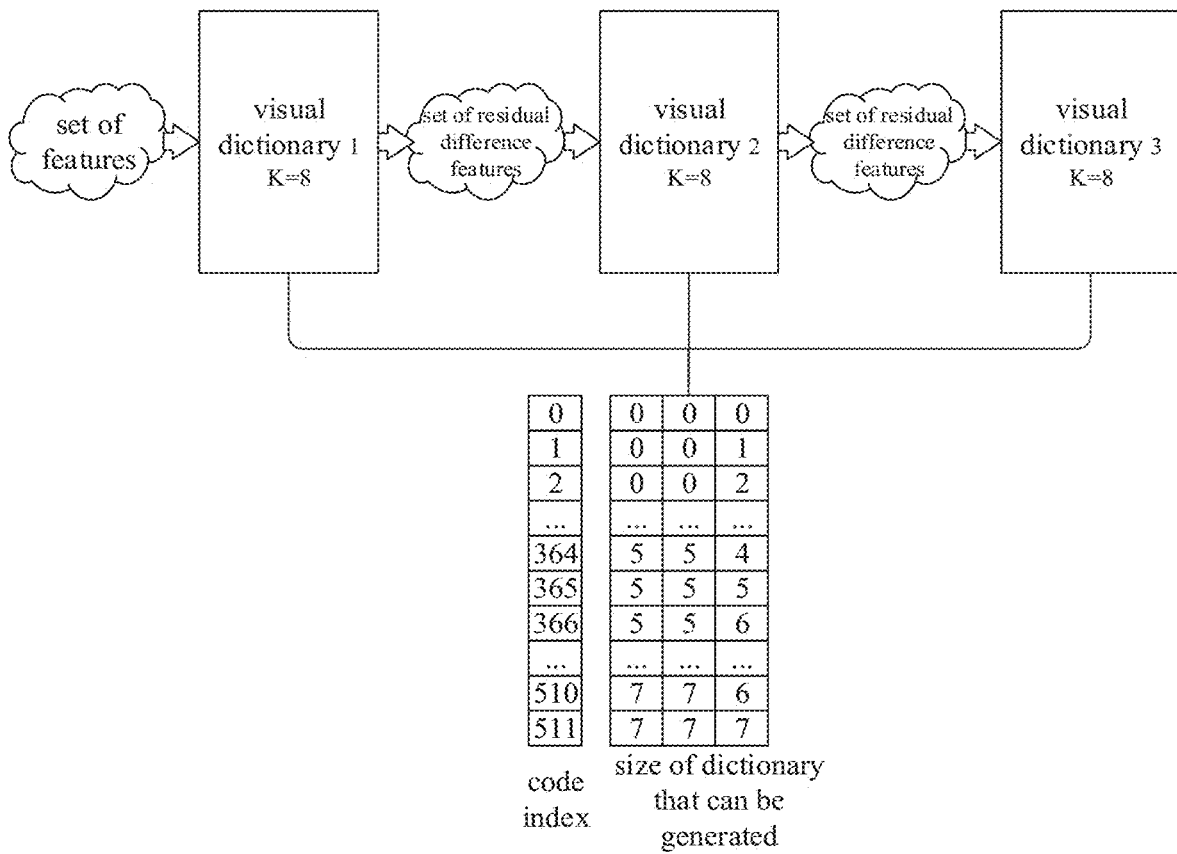 set of
features
visual
dictionary 1
K=8
set of residual
difference
features
visual
dictionary 2
K=8
set of residual
difference
features
visual
dictionary 3
K=8
0 0 0 0
1 0 0 1
2 0 0 2
... ... ... ...
364 5 5 4
365 5 5 5
366 5 5 6
... ... ... ...
510 7 7 6
511 7 7 7
code
index
size of dictionary
that can be
generated